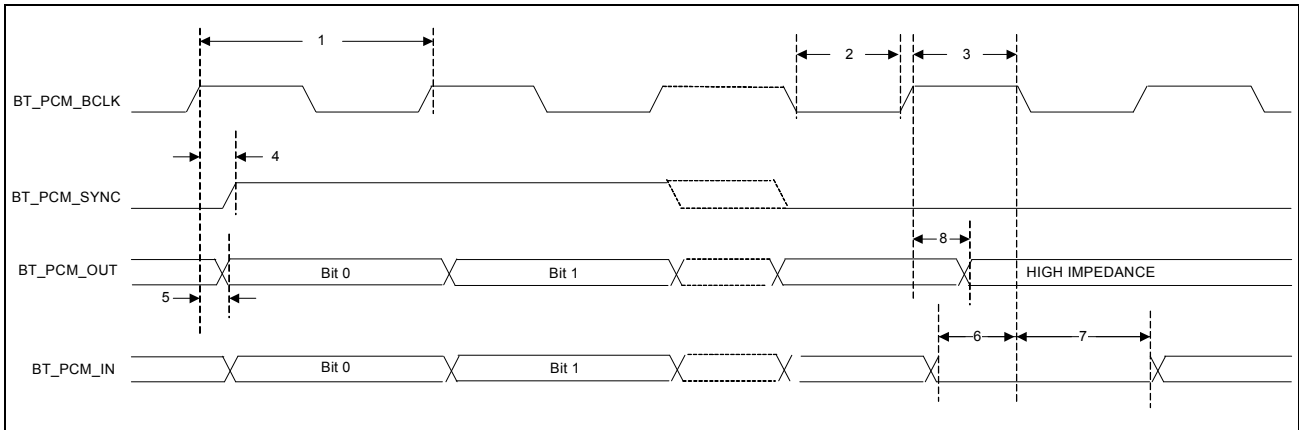 1
2
3
BT_PCM_BCLK
4
BT_PCM_SYNC
8
BT_PCM_OUT
Bit 0
Bit 1
HIGH IMPEDANCE
5
6
7
BT_PCM_IN
Bit 0
Bit 1